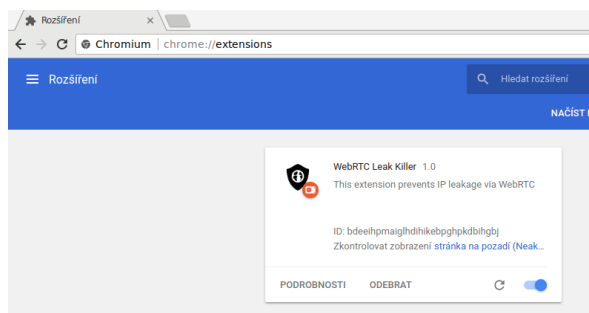 Rozšíření
Chromium | chrome://extensions
Rozšíření
Hledat rozšíření
NAČÍST
WebRTC Leak Killer 1.0
This extension prevents IP leakage via WebRTC
ID: bdeeihpmaiglhdihikebpghpkdbihgbj
Zkontrolovat zobrazení stránka na pozadí (Neak...
PODROBNOSTI ODEBRAT